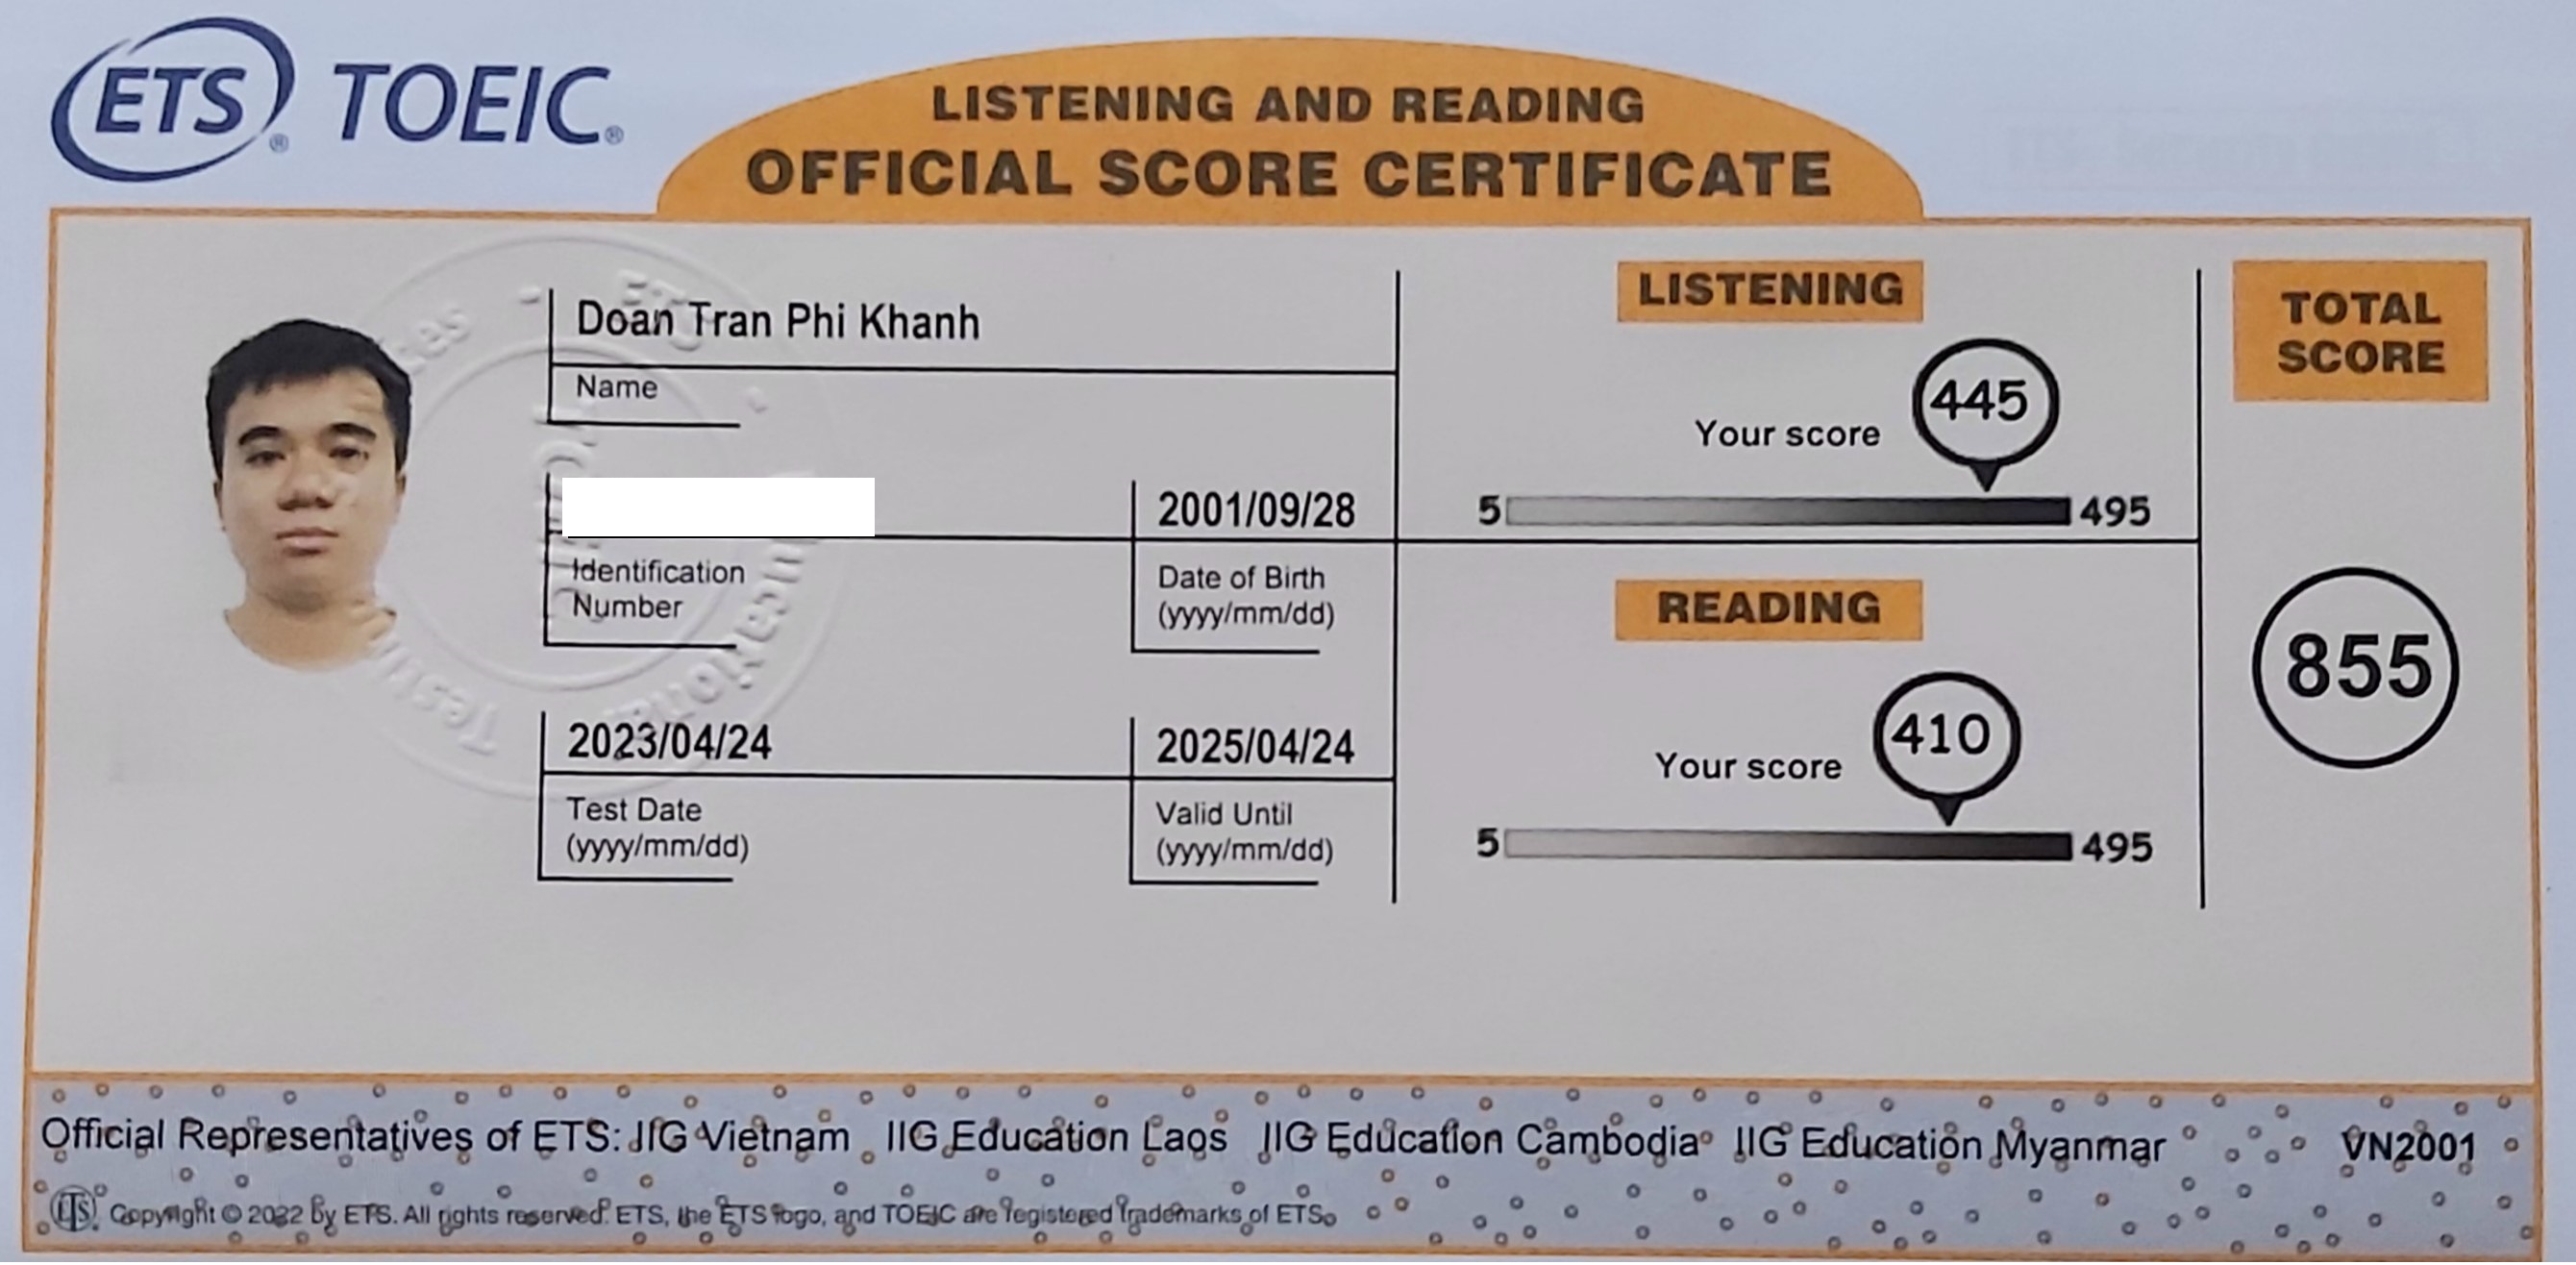 ETS® TOEIC®
LISTENING AND READING
OFFICIAL SCORE CERTIFICATE
Doan Tran Phi Khanh
Name
Identification
Number
2001/09/28
Date of Birth
(yyyy/mm/dd)
2023/04/24
Test Date
(yyyy/mm/dd)
2025/04/24
Valid Until
(yyyy/mm/dd)
LISTENING
Your score 445
5 495
READING
Your score 410
5 495
TOTAL
SCORE
855
Official Representatives of ETS: IIG Vietnam IIG Education Laos IIG Education Cambodia IIG Education Myanmar VN2001
ETS® Copyright © 2022 by ETS. All rights reserved. ETS, the ETS logo, and TOEIC are registered trademarks of ETS.